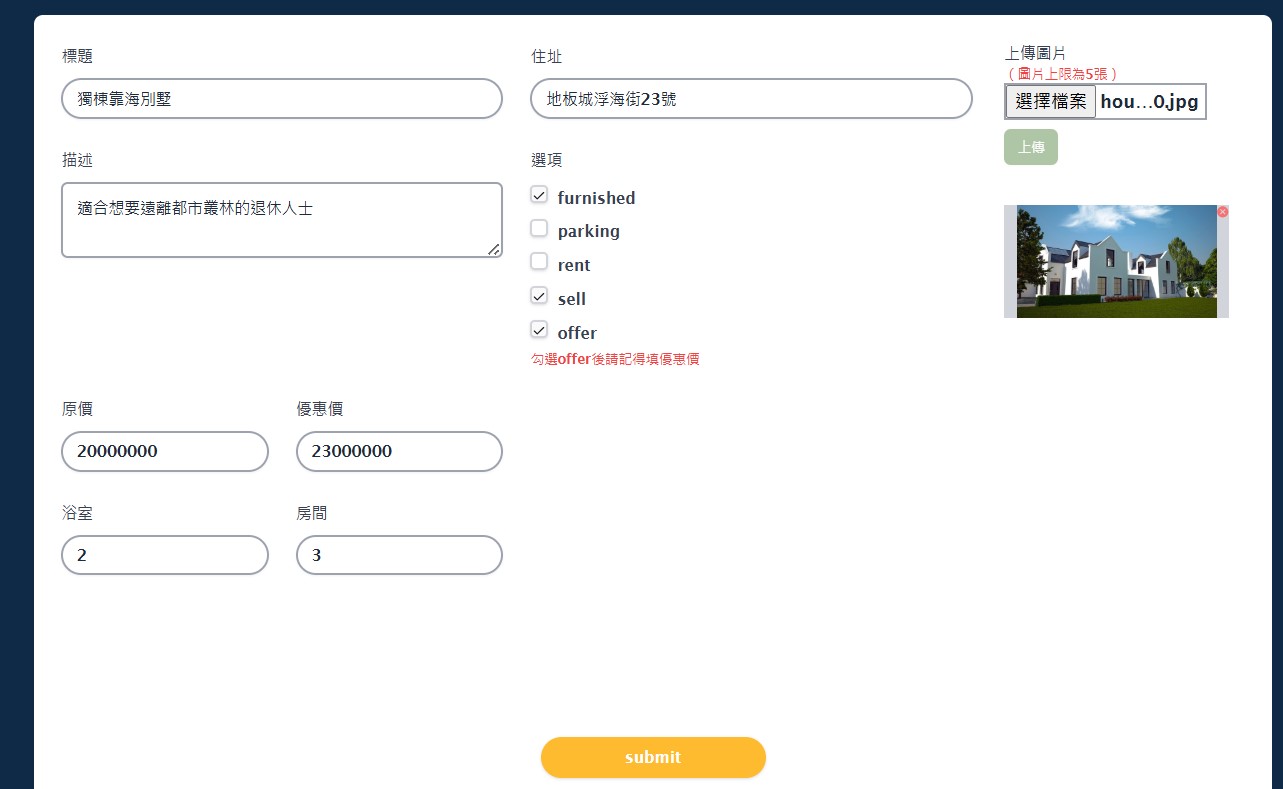 標題
獨棟靠海別墅
描述
適合想要遠離都市叢林的退休人士
住址
地板城浮海街23號
選項
furnished
parking
rent
sell
offer
勾選offer後請記得填優惠價
上傳圖片
（圖片上限為5張）
選擇檔案 hou...0.jpg
上傳
原價
20000000
優惠價
23000000
浴室
2
房間
3
submit